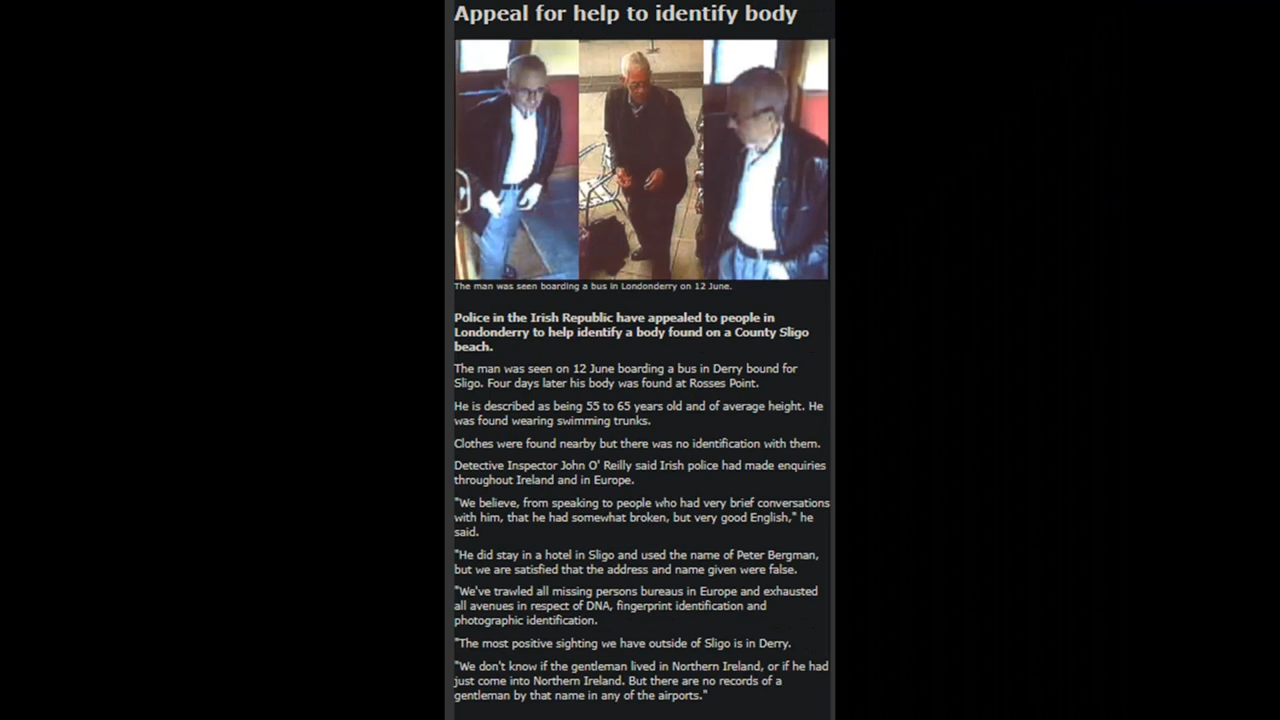 Appeal for help to identify body
The man was seen boarding a bus in Londonderry on 12 June.
Police in the Irish Republic have appealed to people in
Londonderry to help identify a body found on a County Sligo
beach.
The man was seen on 12 June boarding a bus in Derry bound for
Sligo. Four days later his body was found at Rosses Point.
He is described as being 55 to 65 years old and of average height. He
was found wearing swimming trunks.
Clothes were found nearby but there was no identification with them.
Detective Inspector John O' Reilly said Irish police had made enquiries
throughout Ireland and in Europe.
"We believe, from speaking to people who had very brief conversations
with him, that he had somewhat broken, but very good English," he
said.
"He did stay in a hotel in Sligo and used the name of Peter Bergman,
but we are satisfied that the address and name given were false.
"We've trawled all missing persons bureaus in Europe and exhausted
all avenues in respect of DNA, fingerprint identification and
photographic identification.
"The most positive sighting we have outside of Sligo is in Derry.
"We don't know if the gentleman lived in Northern Ireland, or if he had
just come into Northern Ireland. But there are no records of a
gentleman by that name in any of the airports."